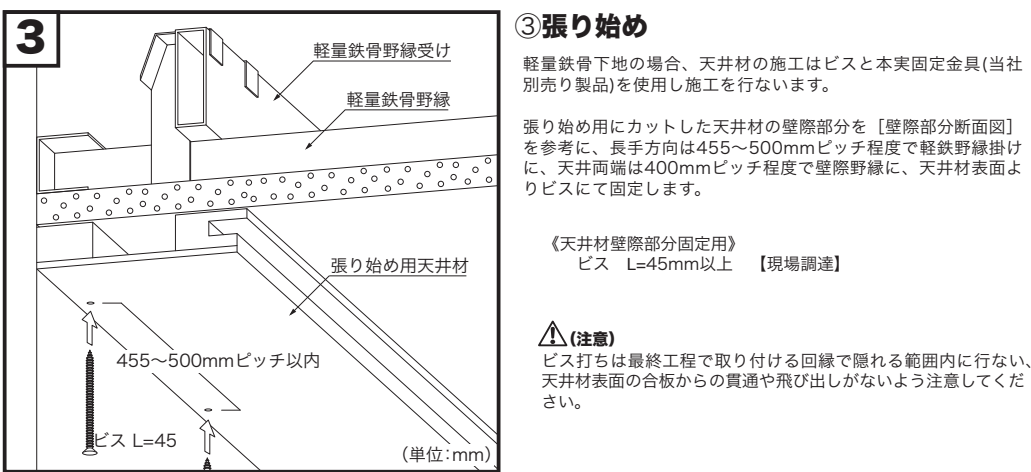 3
軽量鉄骨野縁受け
軽量鉄骨野縁
張り始め用天井材
455〜500mmピッチ以内
ビス L=45
(単位:mm)
③張り始め
軽量鉄骨下地の場合、天井材の施工はビスと本実固定金具(当社
別売り製品)を使用し施工を行ないます。
張り始め用にカットした天井材の壁際部分を［壁際部分断面図］
を参考に、長手方向は455〜500mmピッチ程度で軽鉄野縁掛け
に、天井両端は400mmピッチ程度で壁際野縁に、天井材表面よ
りビスにて固定します。
《天井材壁際部分固定用》
ビス　L=45mm以上　【現場調達】
(注意)
ビス打ちは最終工程で取り付ける回縁で隠れる範囲内に行ない、
天井材表面の合板からの貫通や飛び出しがないよう注意してくだ
さい。